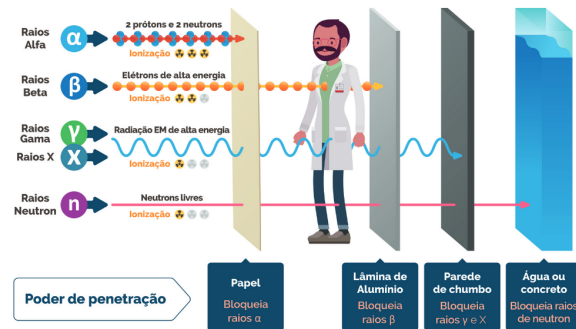 Raios
Alfa
α
2 prótons e 2 neutrons
Ionização
Raios
Beta
β
Elétrons de alta energia
Ionização
Raios
Gama
γ
Raios X
X
Radiação EM de alta energia
Ionização
Raios
Neutron
n
Neutrons livres
Ionização
Poder de penetração
Papel
Bloqueia
raios α
Lâmina de
Alumínio
Bloqueia
raios β
Parede
de chumbo
Bloqueia
raios γ e X
Água ou
concreto
Bloqueia raios
de neutron